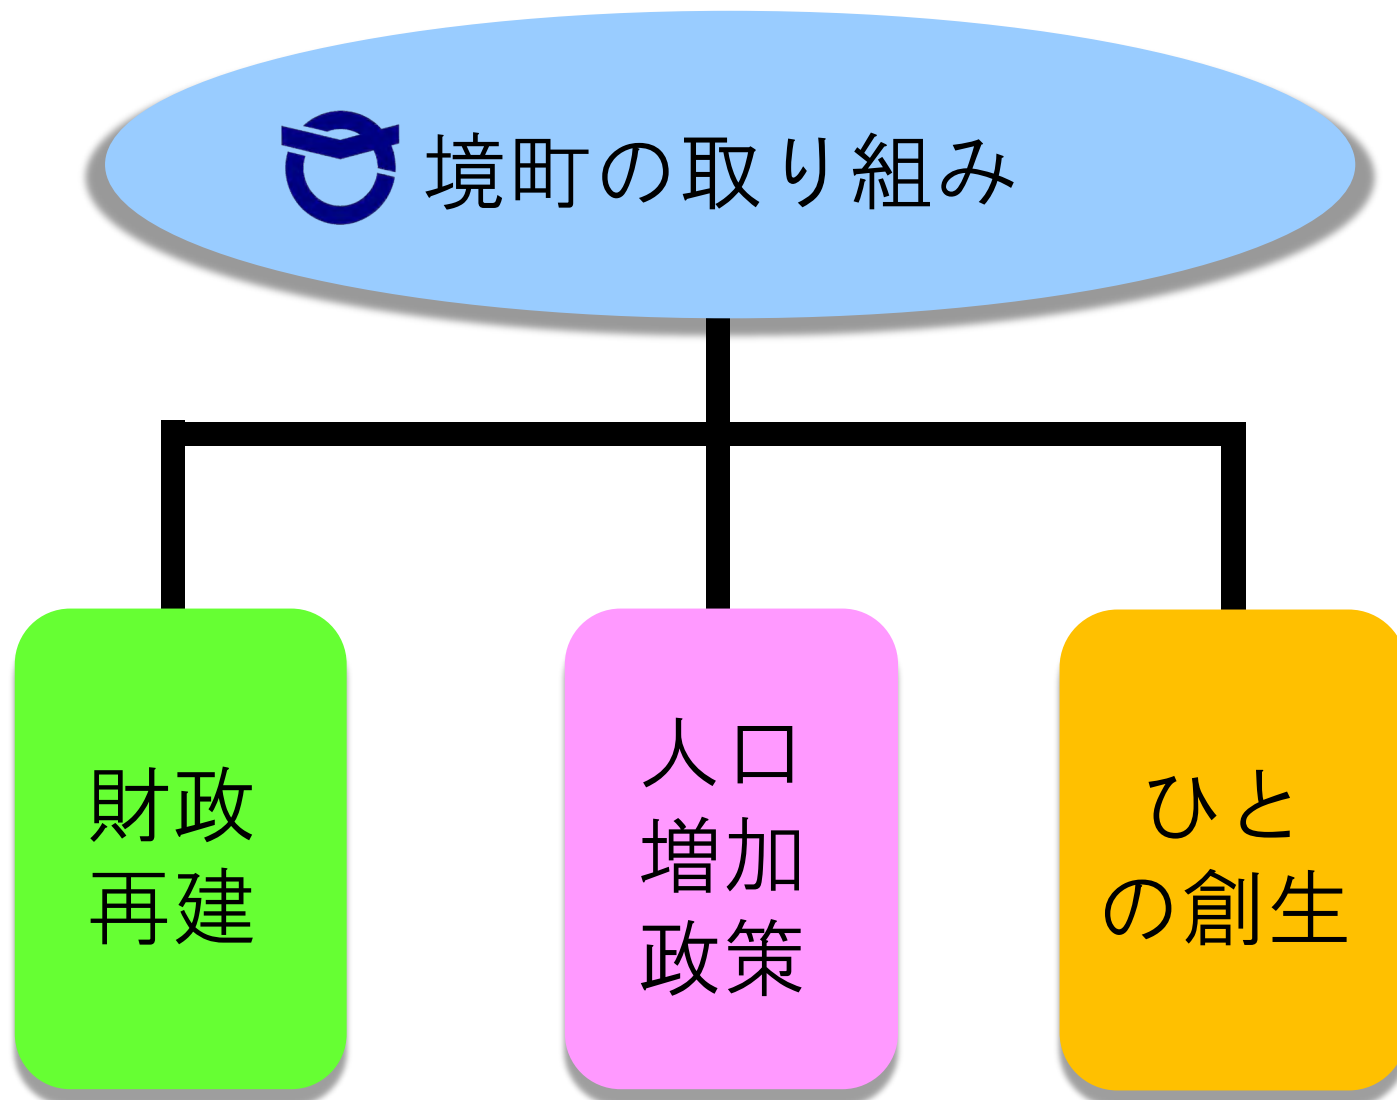 境町の取り組み
財政
再建
人口
増加
政策
ひと
の創生